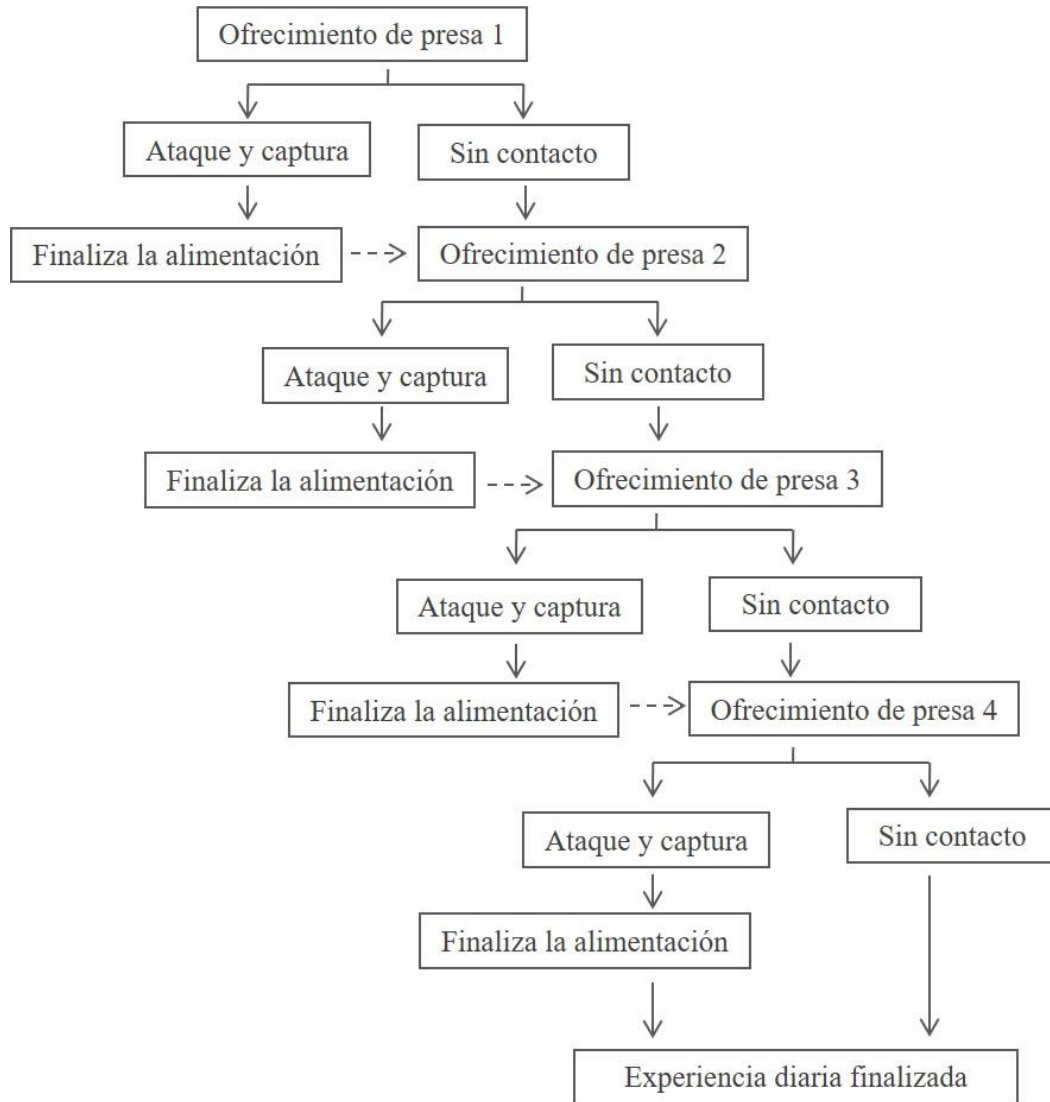 Ofrecimiento de presa 1
Ataque y captura
Sin contacto
Finaliza la alimentación
Ofrecimiento de presa 2
Ataque y captura
Sin contacto
Finaliza la alimentación
Ofrecimiento de presa 3
Ataque y captura
Sin contacto
Finaliza la alimentación
Ofrecimiento de presa 4
Ataque y captura
Sin contacto
Finaliza la alimentación
Experiencia diaria finalizada